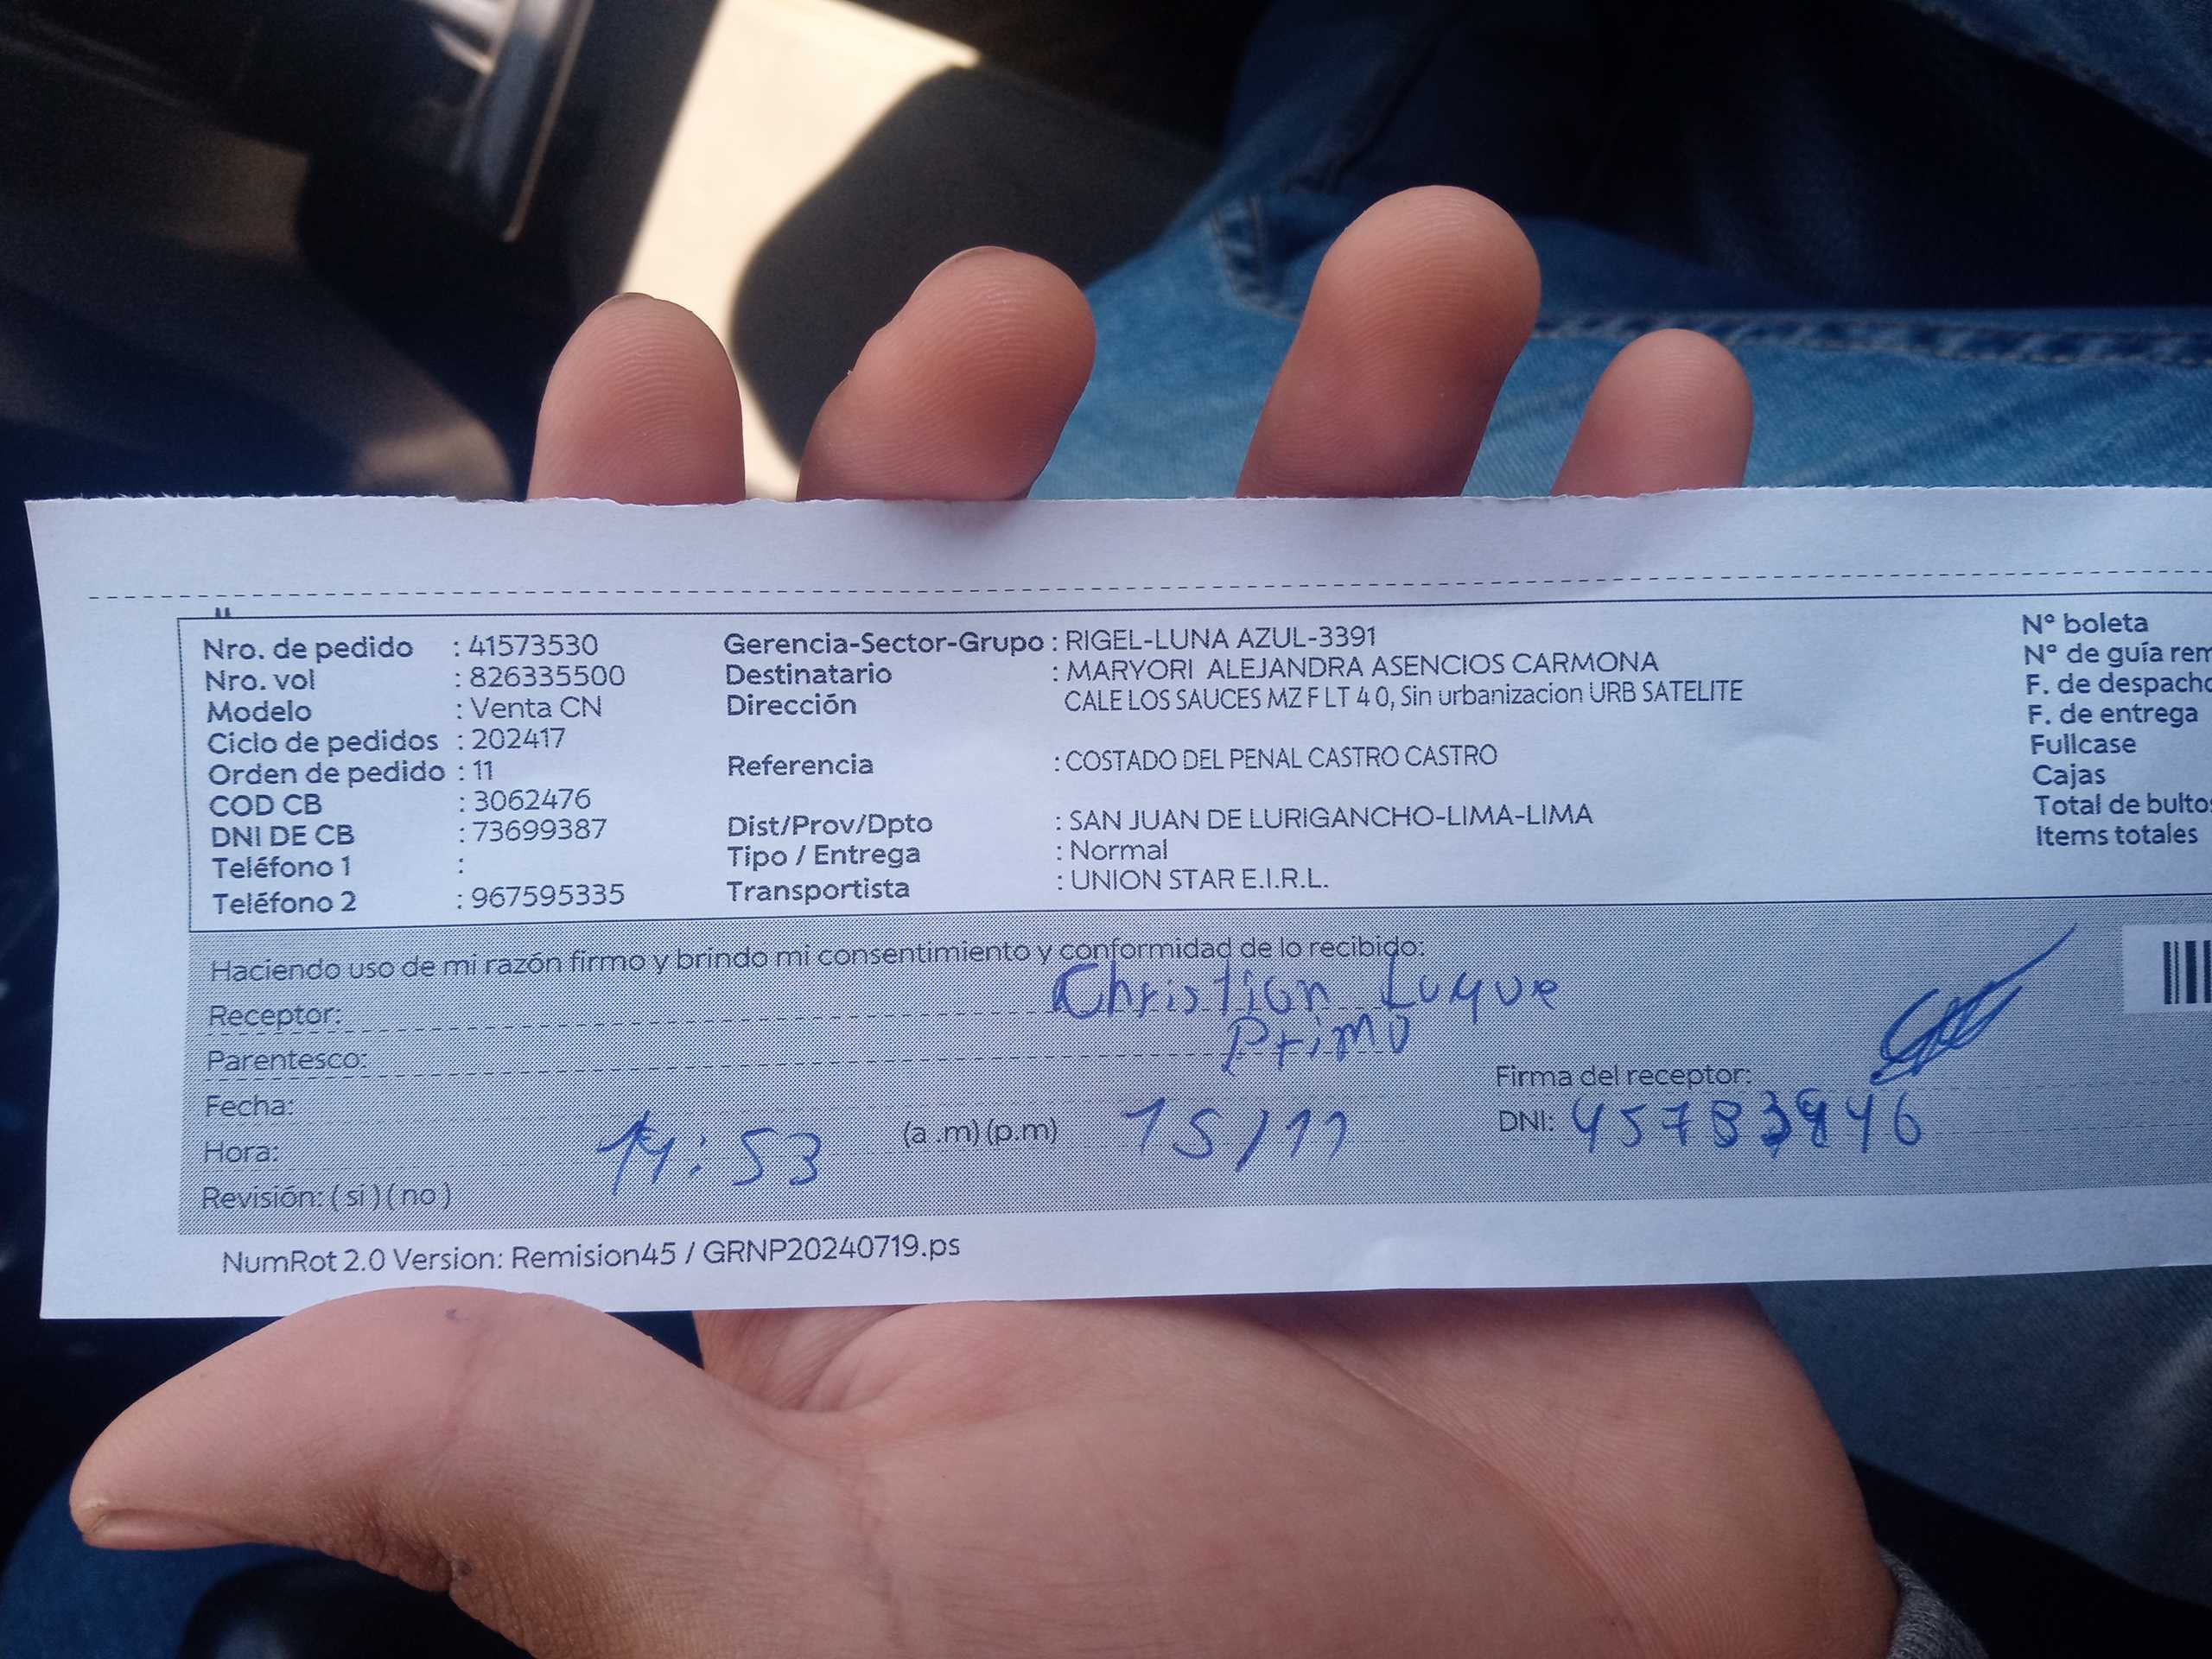 Nro. de pedido : 41573530
Nro. vol : 826335500
Modelo : Venta CN
Ciclo de pedidos : 202417
Orden de pedido : 11
COD CB : 3062476
DNI DE CB : 73699387
Teléfono 1 :
Teléfono 2 : 967595335
Gerencia-Sector-Grupo : RIGEL-LUNA AZUL-3391
Destinatario : MARYORI ALEJANDRA ASENCIOS CARMONA
Dirección CALE LOS SAUCES MZ F LT 4 0, Sin urbanizacion URB SATELITE
Referencia : COSTADO DEL PENAL CASTRO CASTRO
Dist/Prov/Dpto : SAN JUAN DE LURIGANCHO-LIMA-LIMA
Tipo / Entrega : Normal
Transportista : UNION STAR E.I.R.L.
Nº boleta
Nº de guía rem
F. de despacho
F. de entrega
Fullcase
Cajas
Total de bultos
Items totales
Haciendo uso de mi razón firmo y brindo mi consentimiento y conformidad de lo recibido:
Receptor: Christian Luque
Parentesco: Primo
Fecha:
Firma del receptor:
Hora: 14:53 (a .m) (p.m) 15/11
DNI:
Revisión: ( si ) ( no )
NumRot 2.0 Version: Remision45 / GRNP20240719.ps